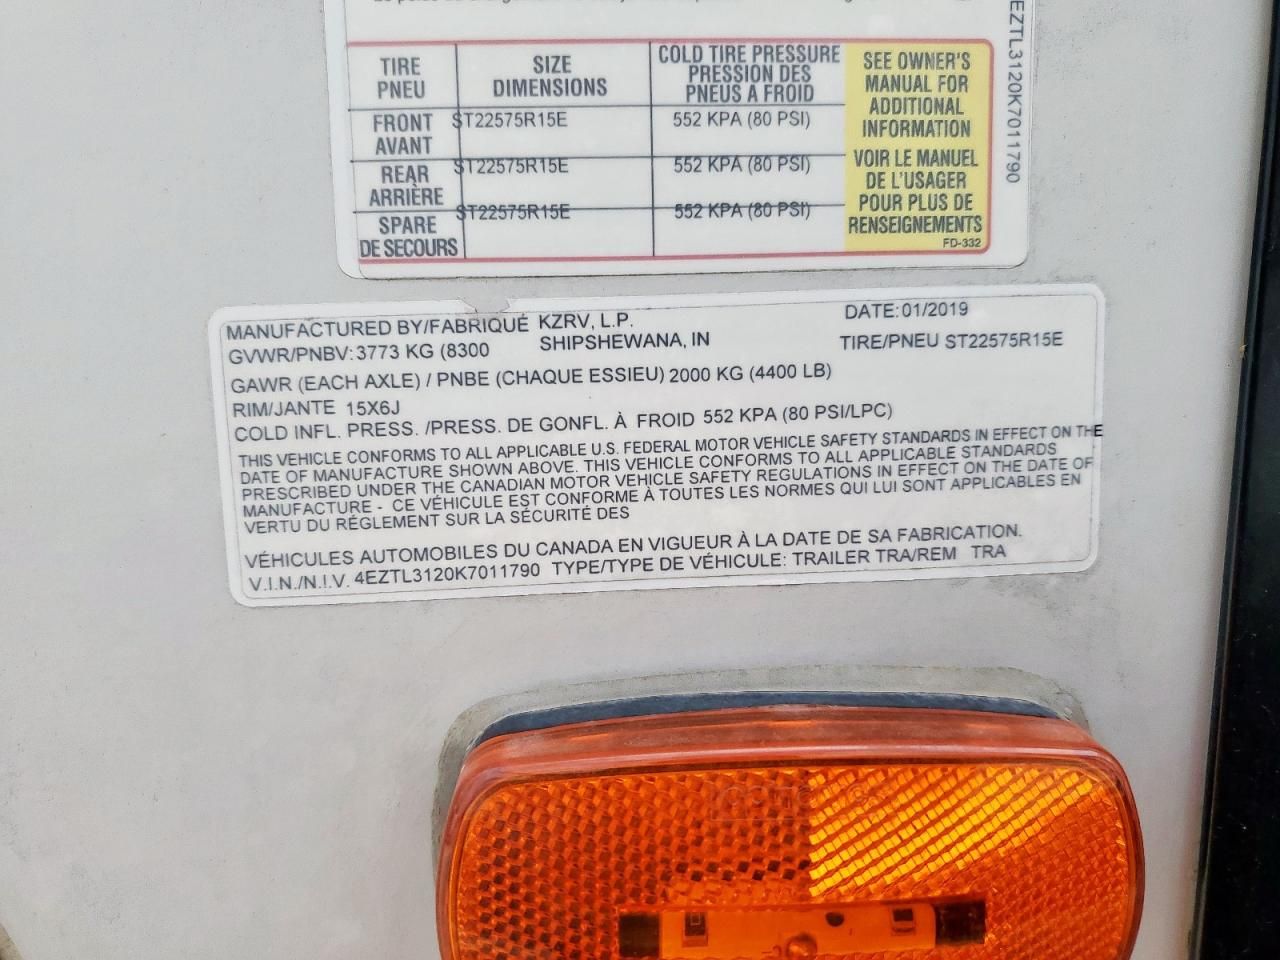 TIRE
PNEU
SIZE
DIMENSIONS
COLD TIRE PRESSURE
PRESSION DES
PNEUS A FROID
FRONT
AVANT
ST22575R15E
552 KPA (80 PSI)
REAR
ARRIÈRE
ST22575R15E
552 KPA (80 PSI)
SPARE
DE SECOURS
ST22575R15E
552 KPA (80 PSI)
SEE OWNER'S
MANUAL FOR
ADDITIONAL
INFORMATION
VOIR LE MANUEL
DE L'USAGER
POUR PLUS DE
RENSEIGNEMENTS
FD-332
EZTL3120K7011790
MANUFACTURED BY/FABRIQUÉ KZRV, L.P. DATE: 01/2019
GVWR/PNBV: 3773 KG (8300 SHIPSHEWANA, IN TIRE/PNEU ST22575R15E
GAWR (EACH AXLE) / PNBE (CHAQUE ESSIEU) 2000 KG (4400 LB)
RIM/JANTE 15X6J
COLD INFL. PRESS. /PRESS. DE GONFL. À FROID 552 KPA (80 PSI/LPC)
THIS VEHICLE CONFORMS TO ALL APPLICABLE U.S. FEDERAL MOTOR VEHICLE SAFETY STANDARDS IN EFFECT ON THE
DATE OF MANUFACTURE SHOWN ABOVE. THIS VEHICLE CONFORMS TO ALL APPLICABLE STANDARDS
PRESCRIBED UNDER THE CANADIAN MOTOR VEHICLE SAFETY REGULATIONS IN EFFECT ON THE DATE OF
MANUFACTURE - CE VÉHICULE EST CONFORME À TOUTES LES NORMES QUI LUI SONT APPLICABLES EN
VERTU DU RÉGLEMENT SUR LA SÉCURITÉ DES
VÉHICULES AUTOMOBILES DU CANADA EN VIGUEUR À LA DATE DE SA FABRICATION.
V.I.N./N.I.V. 4EZTL3120K7011790 TYPE/TYPE DE VÉHICULE: TRAILER TRA/REM TRA